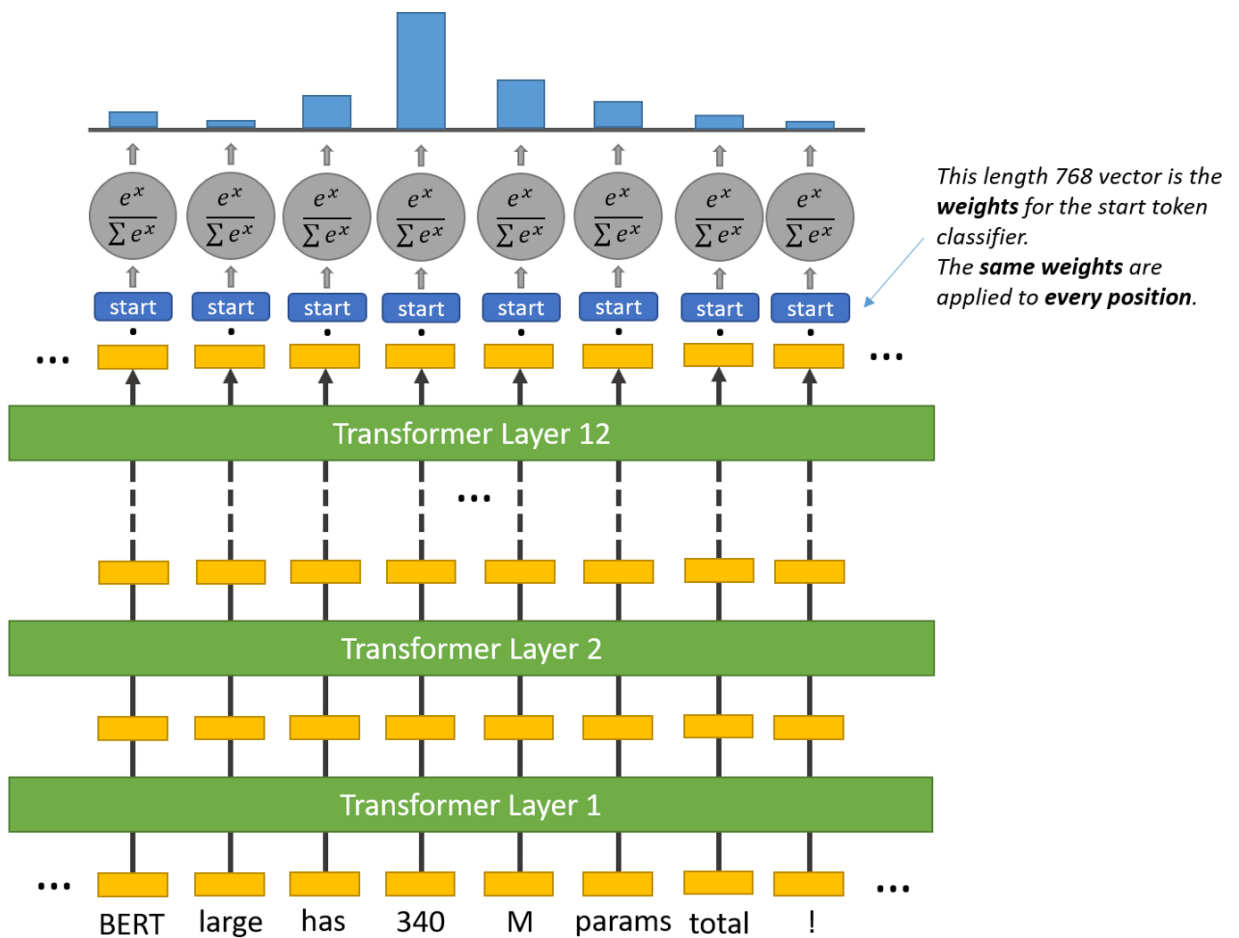 e^x e^x e^x e^x e^x e^x e^x e^x
∑ e^x ∑ e^x ∑ e^x ∑ e^x ∑ e^x ∑ e^x ∑ e^x ∑ e^x
start start start start start start start start
This length 768 vector is the
weights for the start token
classifier.
The same weights are
applied to every position.
... ...
Transformer Layer 12
...
Transformer Layer 2
Transformer Layer 1
... ...
BERT large has 340 M params total !